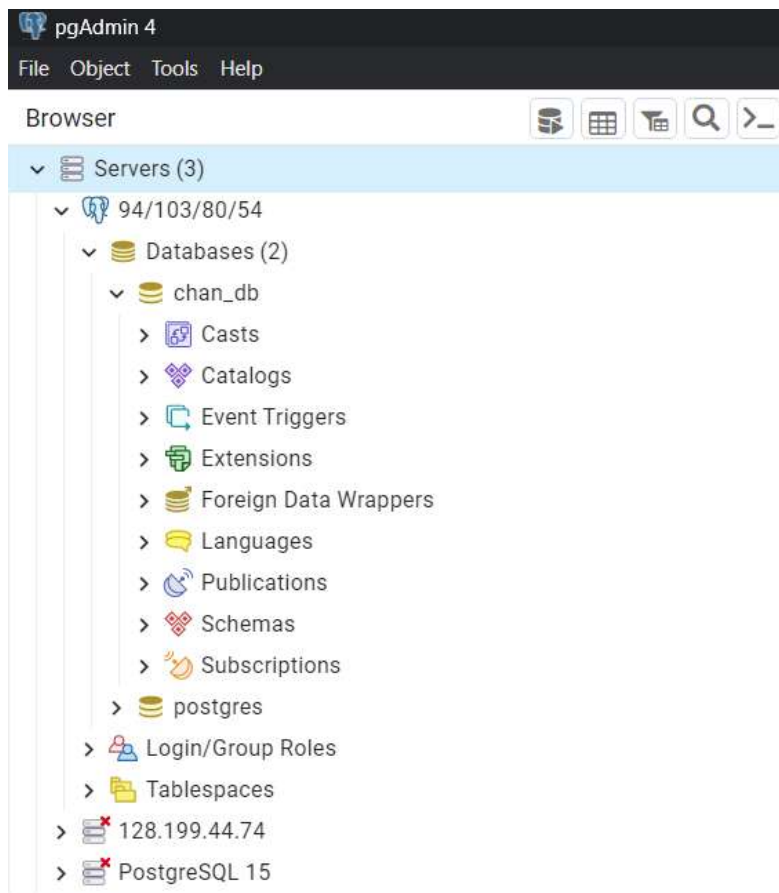 pgAdmin 4
File Object Tools Help
Browser
Servers (3)
94/103/80/54
Databases (2)
chan_db
Casts
Catalogs
Event Triggers
Extensions
Foreign Data Wrappers
Languages
Publications
Schemas
Subscriptions
postgres
Login/Group Roles
Tablespaces
128.199.44.74
PostgreSQL 15